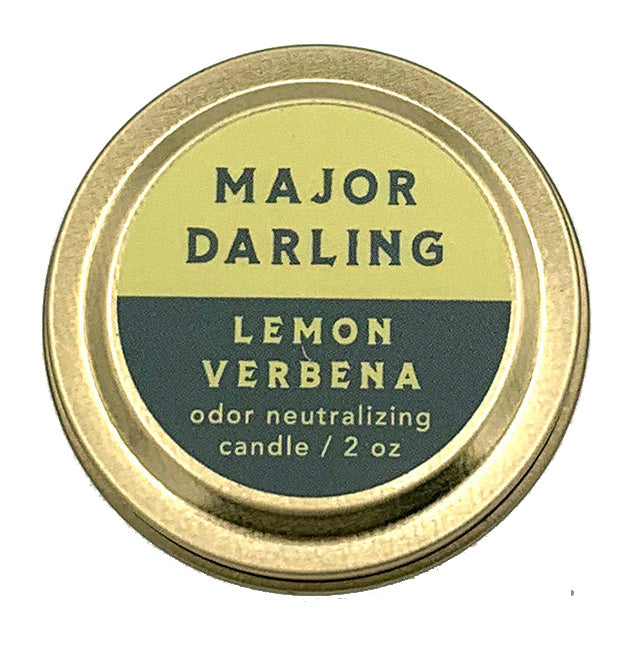 MAJOR
DARLING
LEMON
VERBENA
odor neutralizing
candle / 2 oz